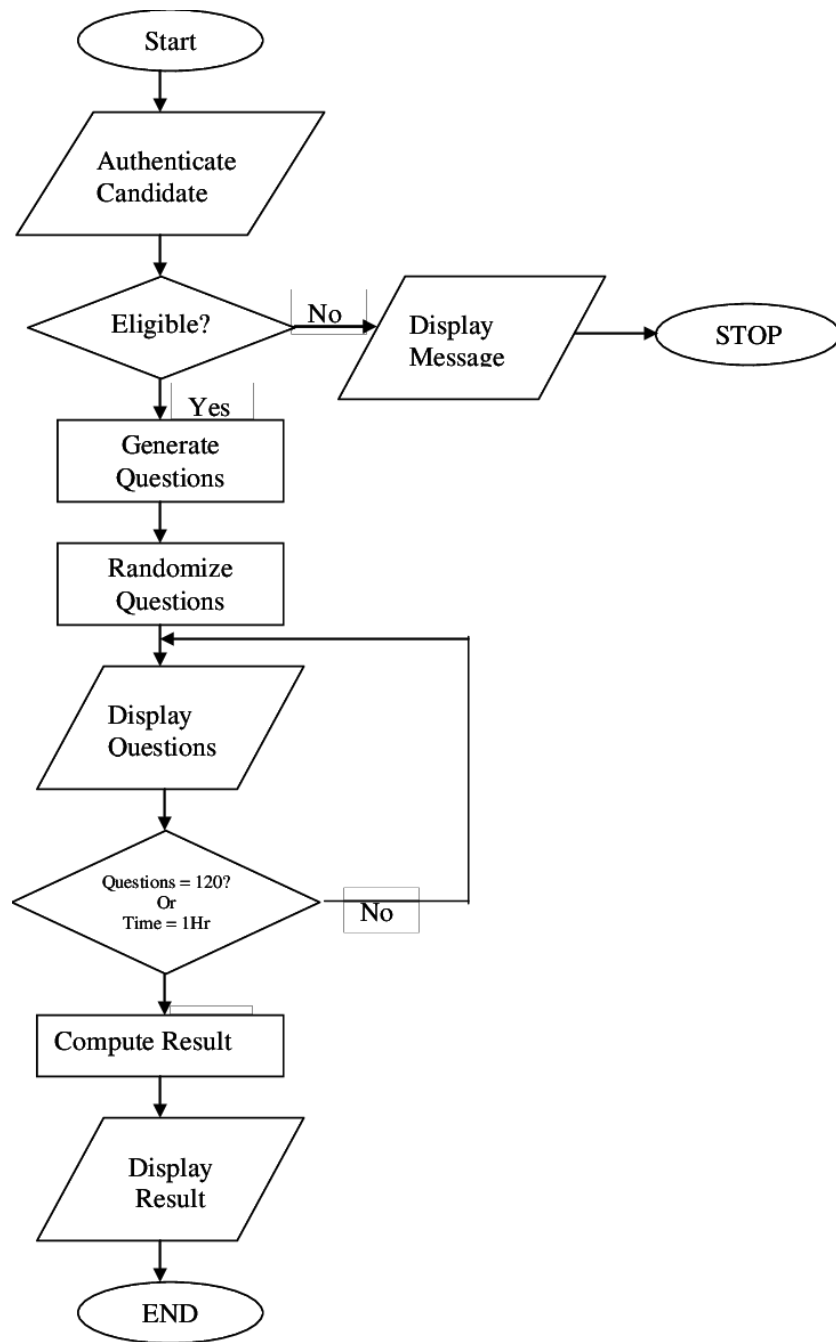 Start
Authenticate
Candidate
Eligible?
No
Display
Message
STOP
Yes
Generate
Questions
Randomize
Questions
Display
Questions
Questions = 120?
Or
Time = 1Hr
No
Compute Result
Display
Result
END